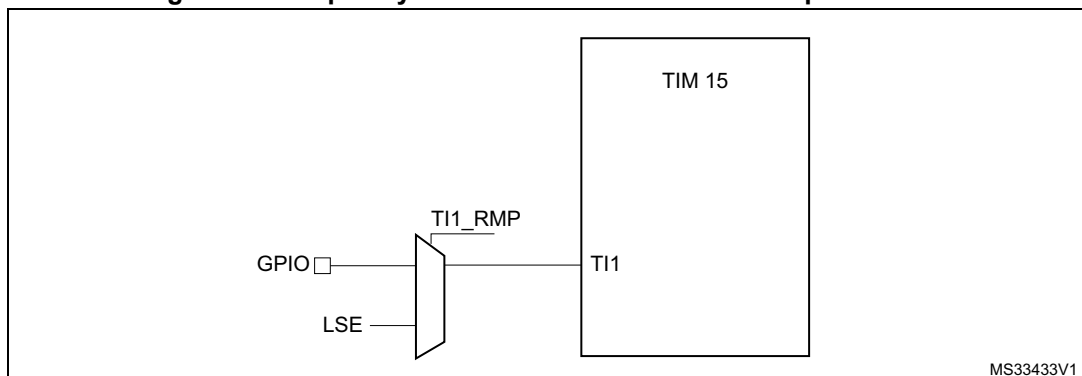 TIM 15
TI1_RMP
GPIO
TI1
LSE
MS33433V1